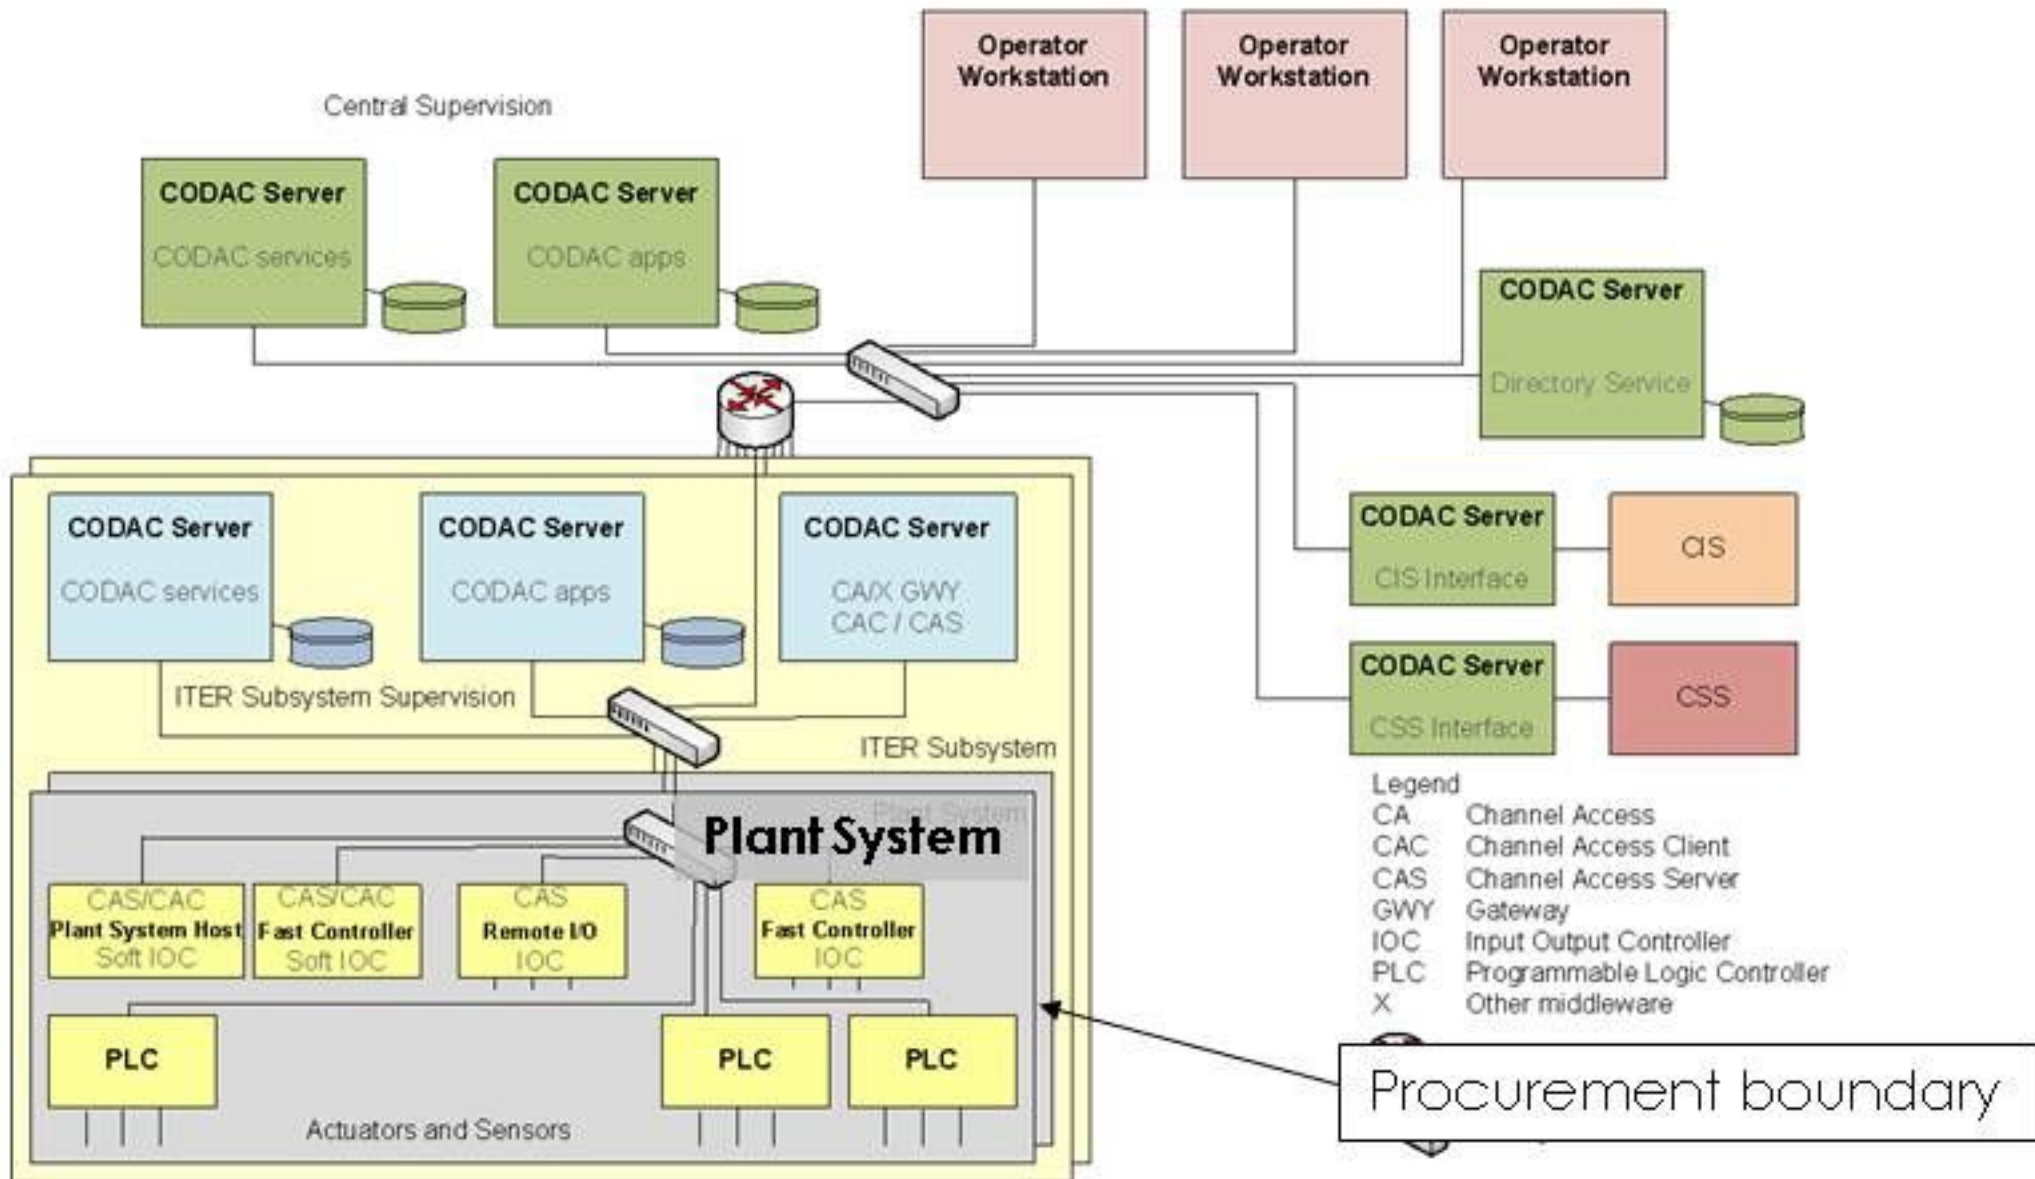 Operator
Workstation
Operator
Workstation
Operator
Workstation
Central Supervision
CODAC Server
CODAC services
CODAC Server
CODAC apps
CODAC Server
Directory Service
CODAC Server
CODAC services
CODAC Server
CODAC apps
CODAC Server
CA/X GWY
CAC / CAS
CODAC Server
CIS Interface
CIS
ITER Subsystem Supervision
ITER Subsystem
CODAC Server
CSS Interface
CSS
Plant System
Plant System
CAS/CAC
Plant System Host
Soft IOC
CAS/CAC
Fast Controller
Soft IOC
CAS
Remote I/O
IOC
CAS
Fast Controller
IOC
PLC
PLC
PLC
Actuators and Sensors
Legend
CA Channel Access
CAC Channel Access Client
CAS Channel Access Server
GWY Gateway
IOC Input Output Controller
PLC Programmable Logic Controller
X Other middleware
Procurement boundary